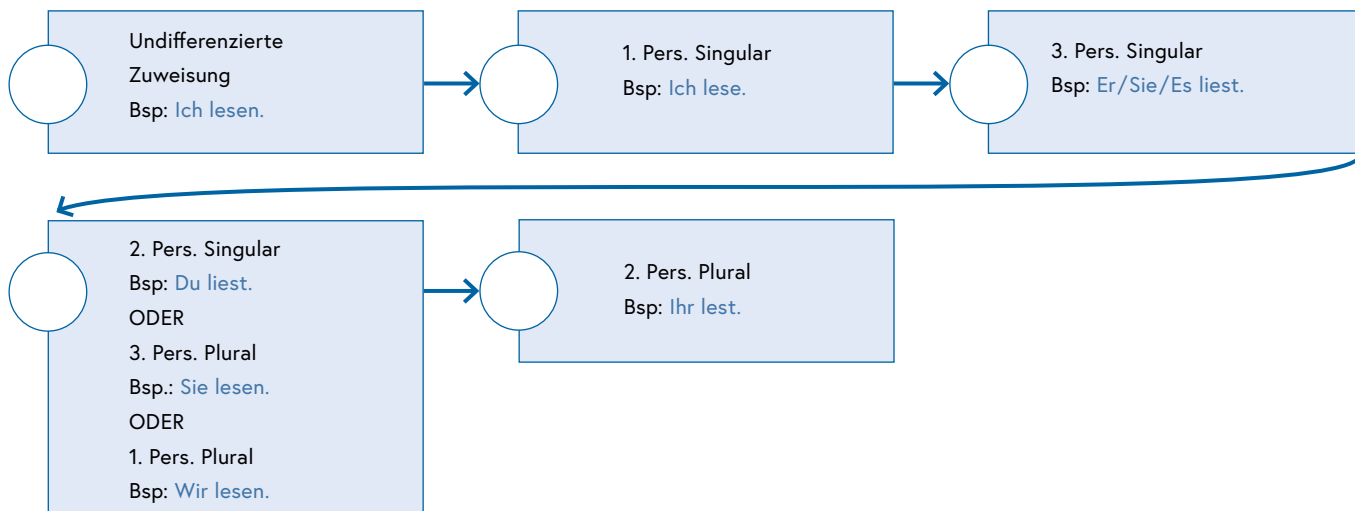 Undifferenzierte
Zuweisung
Bsp: Ich lesen.
1. Pers. Singular
Bsp: Ich lese.
3. Pers. Singular
Bsp: Er/Sie/Es liest.
2. Pers. Singular
Bsp: Du liest.
ODER
3. Pers. Plural
Bsp.: Sie lesen.
ODER
1. Pers. Plural
Bsp: Wir lesen.
2. Pers. Plural
Bsp: Ihr lest.